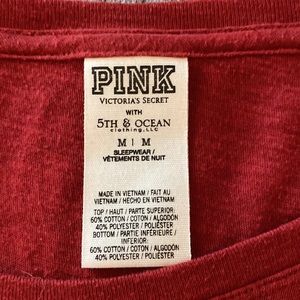 PINK
VICTORIA'S SECRET
WITH
5TH & OCEAN
clothing, LLC
M | M
SLEEPWEAR /
VÊTEMENTS DE NUIT
MADE IN VIETNAM / FAIT AU
VIETNAM / HECHO EN VIETNAM
TOP / HAUT / PARTE SUPERIOR:
60% COTTON / COTON / ALGODÓN
40% POLYESTER / POLIÉSTER
BOTTOM / PARTIE INFÉRIEURE /
INFERIOR:
60% COTTON / COTON / ALGODÓN
40% POLYESTER / POLIÉSTER